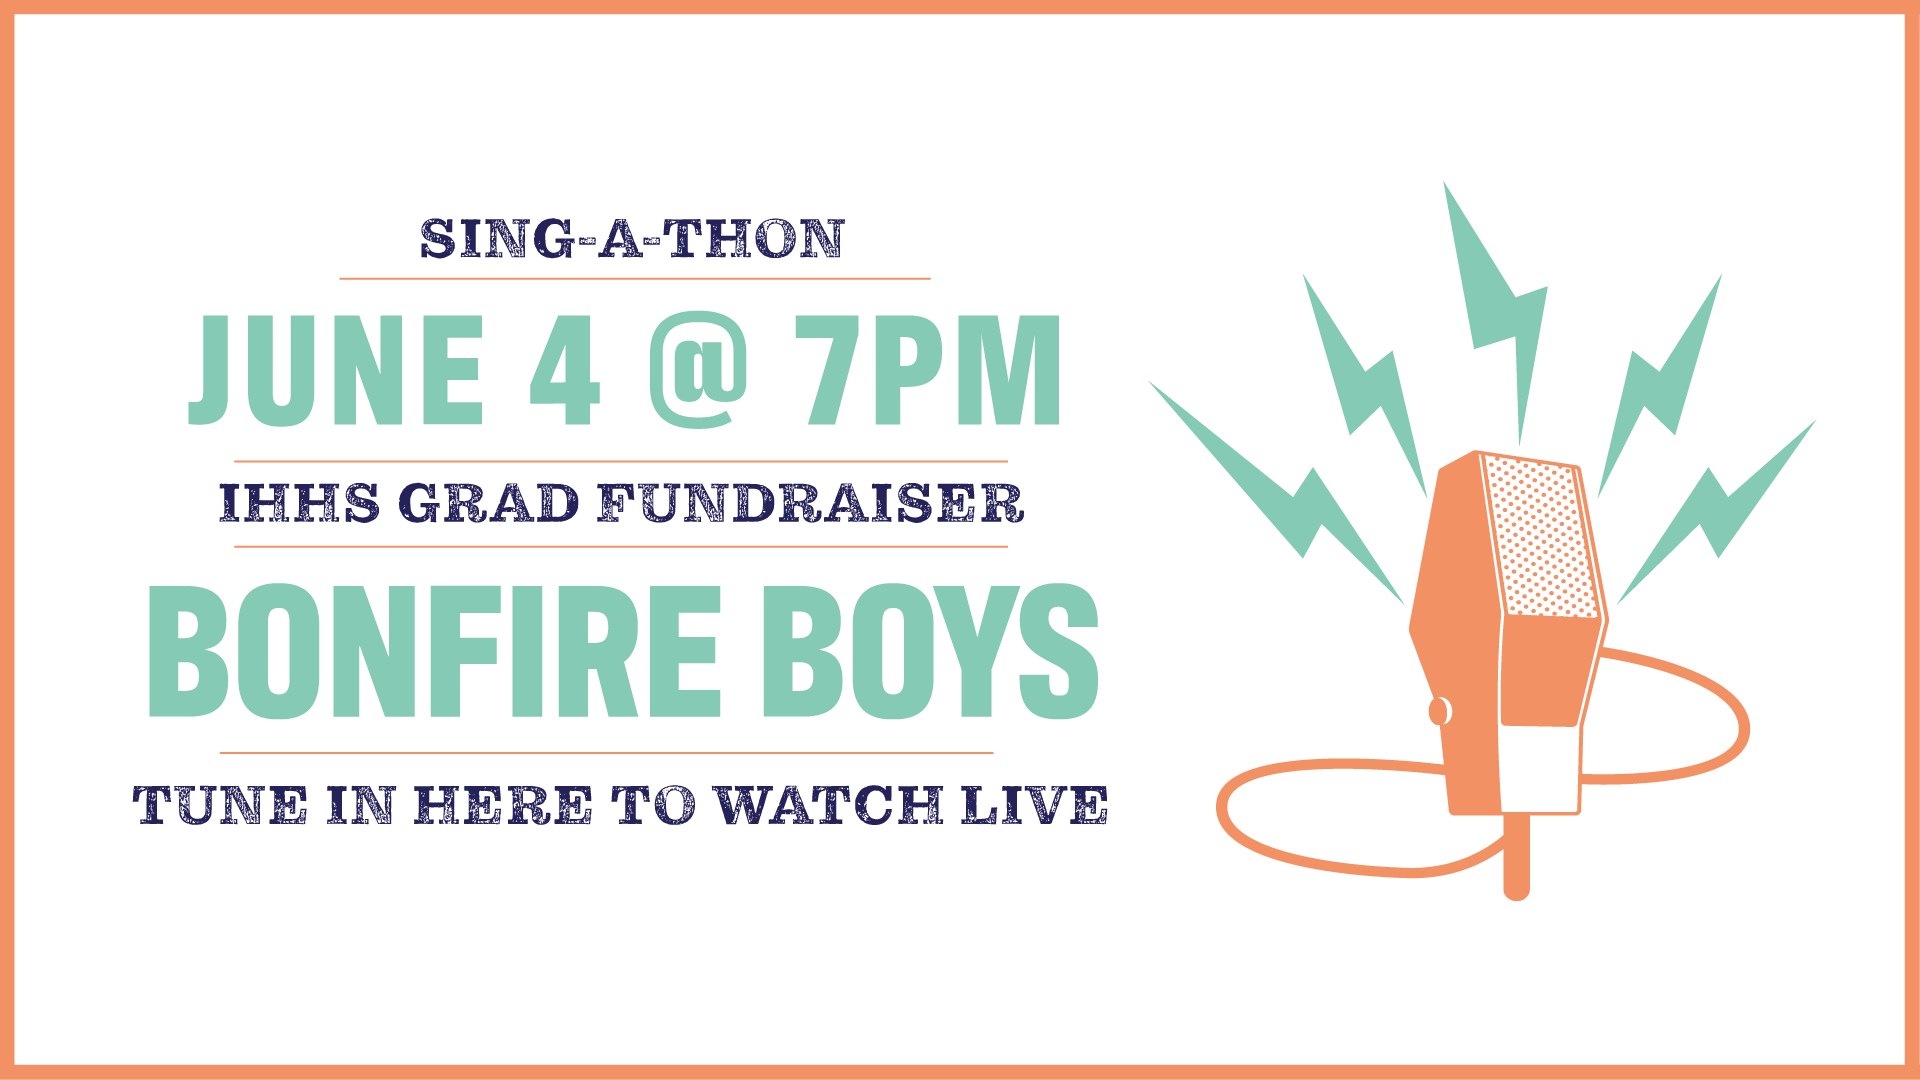 SING-A-THON
JUNE 4 @ 7PM
IHHS GRAD FUNDRAISER
BONFIRE BOYS
TUNE IN HERE TO WATCH LIVE